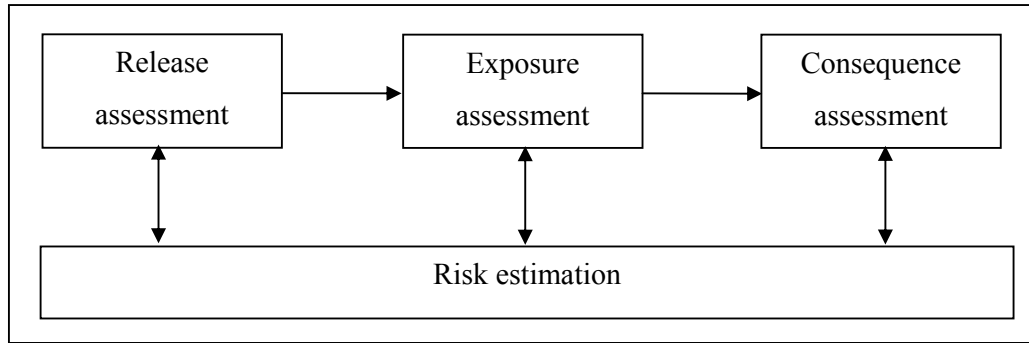 Release
assessment
Exposure
assessment
Consequence
assessment
Risk estimation